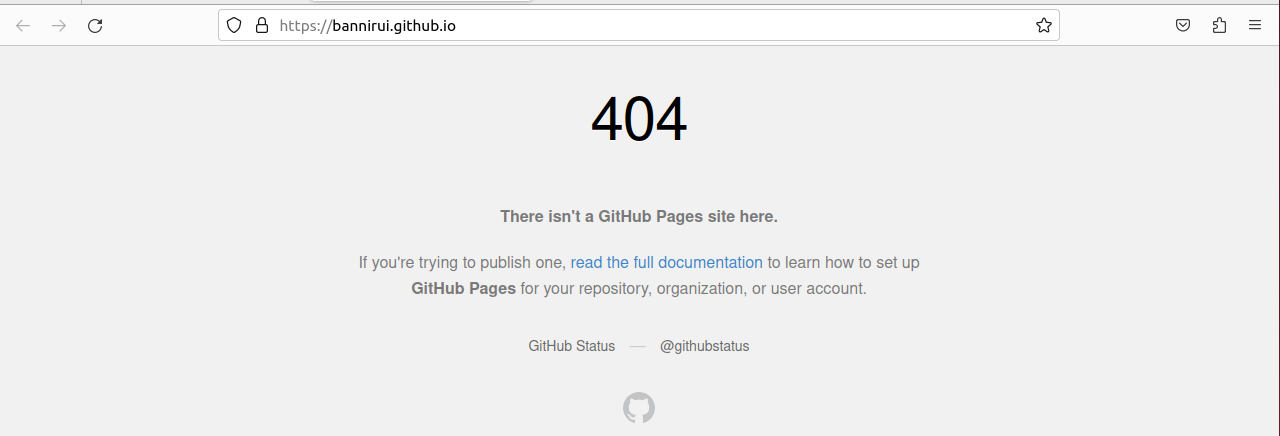 https://bannirui.github.io
404
There isn't a GitHub Pages site here.
If you're trying to publish one, read the full documentation to learn how to set up
GitHub Pages for your repository, organization, or user account.
GitHub Status — @githubstatus